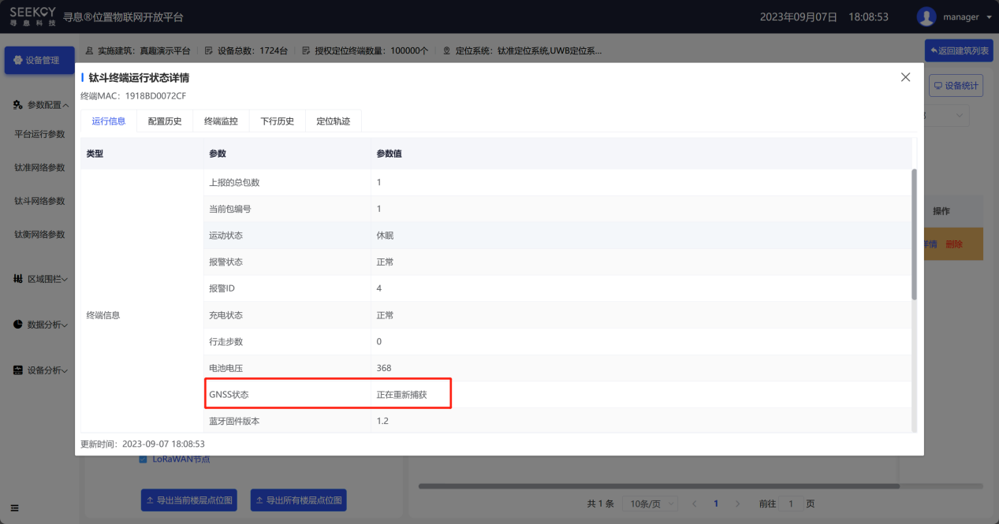 SEEKCY 寻息®位置物联网开放平台 2023年09月07日 18:08:53 manager
寻息科技
设备管理 实施建筑：真趣演示平台 设备总数：1724台 授权定位终端数量：100000个 定位系统：钛准定位系统,UWB定位系... 返回建筑列表
钛斗终端运行状态详情
终端MAC：1918BD0072CF
设备统计
参数配置
运行信息 配置历史 终端监控 下行历史 定位轨迹
平台运行参数
类型 参数 参数值
钛准网络参数
上报的总包数 1
钛斗网络参数
当前包编号 1
操作
钛衡网络参数
运动状态 休眠
详情 删除
报警状态 正常
区域围栏
报警ID 4
终端信息
充电状态 正常
数据分析
行走步数 0
电池电压 368
设备分析
GNSS状态 正在重新捕获
蓝牙固件版本 1.2
更新时间：2023-09-07 18:08:53
LoRaWAN节点
导出当前楼层点位图 导出所有楼层点位图
共 1 条 10条/页 1 前往 1 页